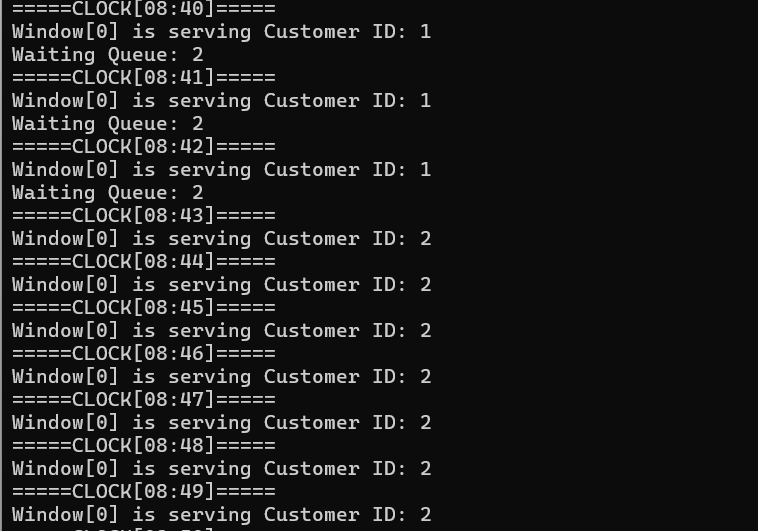 =====CLOCK[08:40]=====
Window[0] is serving Customer ID: 1
Waiting Queue: 2
=====CLOCK[08:41]=====
Window[0] is serving Customer ID: 1
Waiting Queue: 2
=====CLOCK[08:42]=====
Window[0] is serving Customer ID: 1
Waiting Queue: 2
=====CLOCK[08:43]=====
Window[0] is serving Customer ID: 2
=====CLOCK[08:44]=====
Window[0] is serving Customer ID: 2
=====CLOCK[08:45]=====
Window[0] is serving Customer ID: 2
=====CLOCK[08:46]=====
Window[0] is serving Customer ID: 2
=====CLOCK[08:47]=====
Window[0] is serving Customer ID: 2
=====CLOCK[08:48]=====
Window[0] is serving Customer ID: 2
=====CLOCK[08:49]=====
Window[0] is serving Customer ID: 2